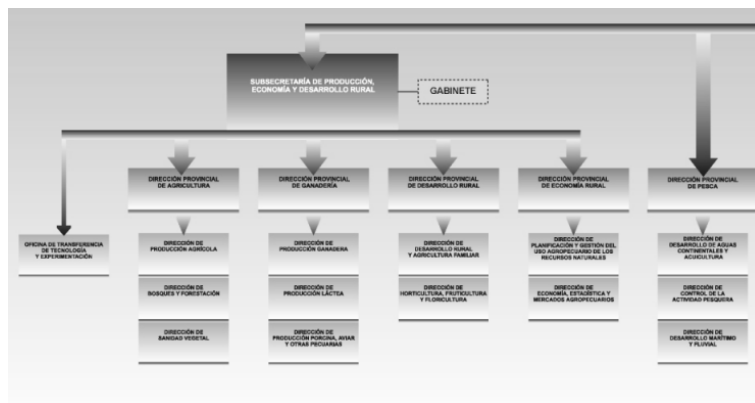 SUBSECRETARÍA DE PRODUCCIÓN,
ECONOMÍA Y DESARROLLO RURAL
GABINETE
DIRECCIÓN PROVINCIAL
DE AGRICULTURA
DIRECCIÓN PROVINCIAL
DE GANADERÍA
DIRECCIÓN PROVINCIAL
DE DESARROLLO RURAL
DIRECCIÓN PROVINCIAL
DE ECONOMÍA RURAL
DIRECCIÓN PROVINCIAL
DE PESCA
OFICINA DE TRANSFERENCIA
DE TECNOLOGÍA
Y EXPERIMENTACIÓN
DIRECCIÓN DE
PRODUCCIÓN AGRÍCOLA
DIRECCIÓN DE
PRODUCCIÓN GANADERA
DIRECCIÓN DE
DESARROLLO RURAL
Y AGRICULTURA FAMILIAR
DIRECCIÓN DE
PLANIFICACIÓN Y GESTIÓN DEL
USO AGROPECUARIO DE LOS
RECURSOS NATURALES
DIRECCIÓN DE
DESARROLLO DE AGUAS
CONTINENTALES Y
ACUICULTURA
DIRECCIÓN DE
BOSQUES Y FORESTACIÓN
DIRECCIÓN DE
PRODUCCIÓN LÁCTEA
DIRECCIÓN DE
HORTICULTURA, FRUTICULTURA
Y FLORICULTURA
DIRECCIÓN DE
ECONOMÍA, ESTADÍSTICA Y
MERCADOS AGROPECUARIOS
DIRECCIÓN DE
CONTROL DE LA
ACTIVIDAD PESQUERA
DIRECCIÓN DE
SANIDAD VEGETAL
DIRECCIÓN DE
PRODUCCIÓN PORCINA, AVIAR
Y OTRAS PECUARIAS
DIRECCIÓN DE
DESARROLLO MARÍTIMO
Y PLUVIAL